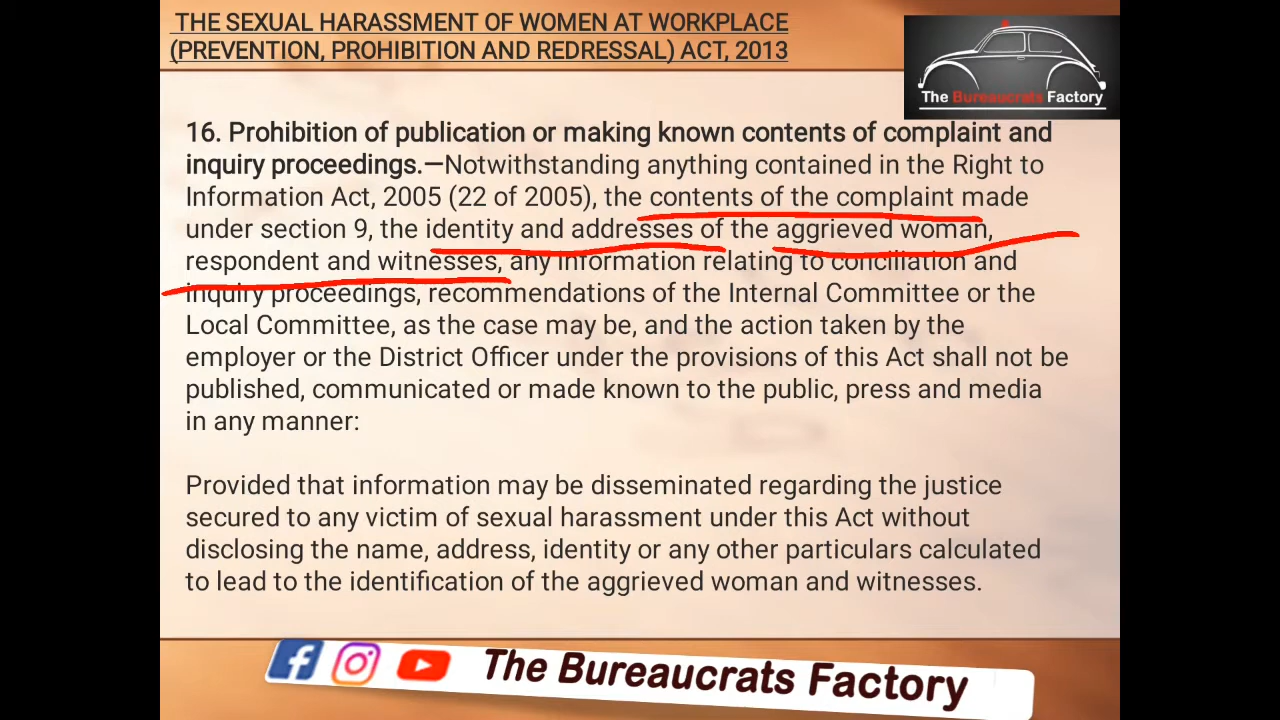 THE SEXUAL HARASSMENT OF WOMEN AT WORKPLACE
(PREVENTION, PROHIBITION AND REDRESSAL) ACT, 2013
The Bureaucrats Factory
16. Prohibition of publication or making known contents of complaint and
inquiry proceedings.—Notwithstanding anything contained in the Right to
Information Act, 2005 (22 of 2005), the contents of the complaint made
under section 9, the identity and addresses of the aggrieved woman,
respondent and witnesses, any information relating to conciliation and
inquiry proceedings, recommendations of the Internal Committee or the
Local Committee, as the case may be, and the action taken by the
employer or the District Officer under the provisions of this Act shall not be
published, communicated or made known to the public, press and media
in any manner:
Provided that information may be disseminated regarding the justice
secured to any victim of sexual harassment under this Act without
disclosing the name, address, identity or any other particulars calculated
to lead to the identification of the aggrieved woman and witnesses.
The Bureaucrats Factory